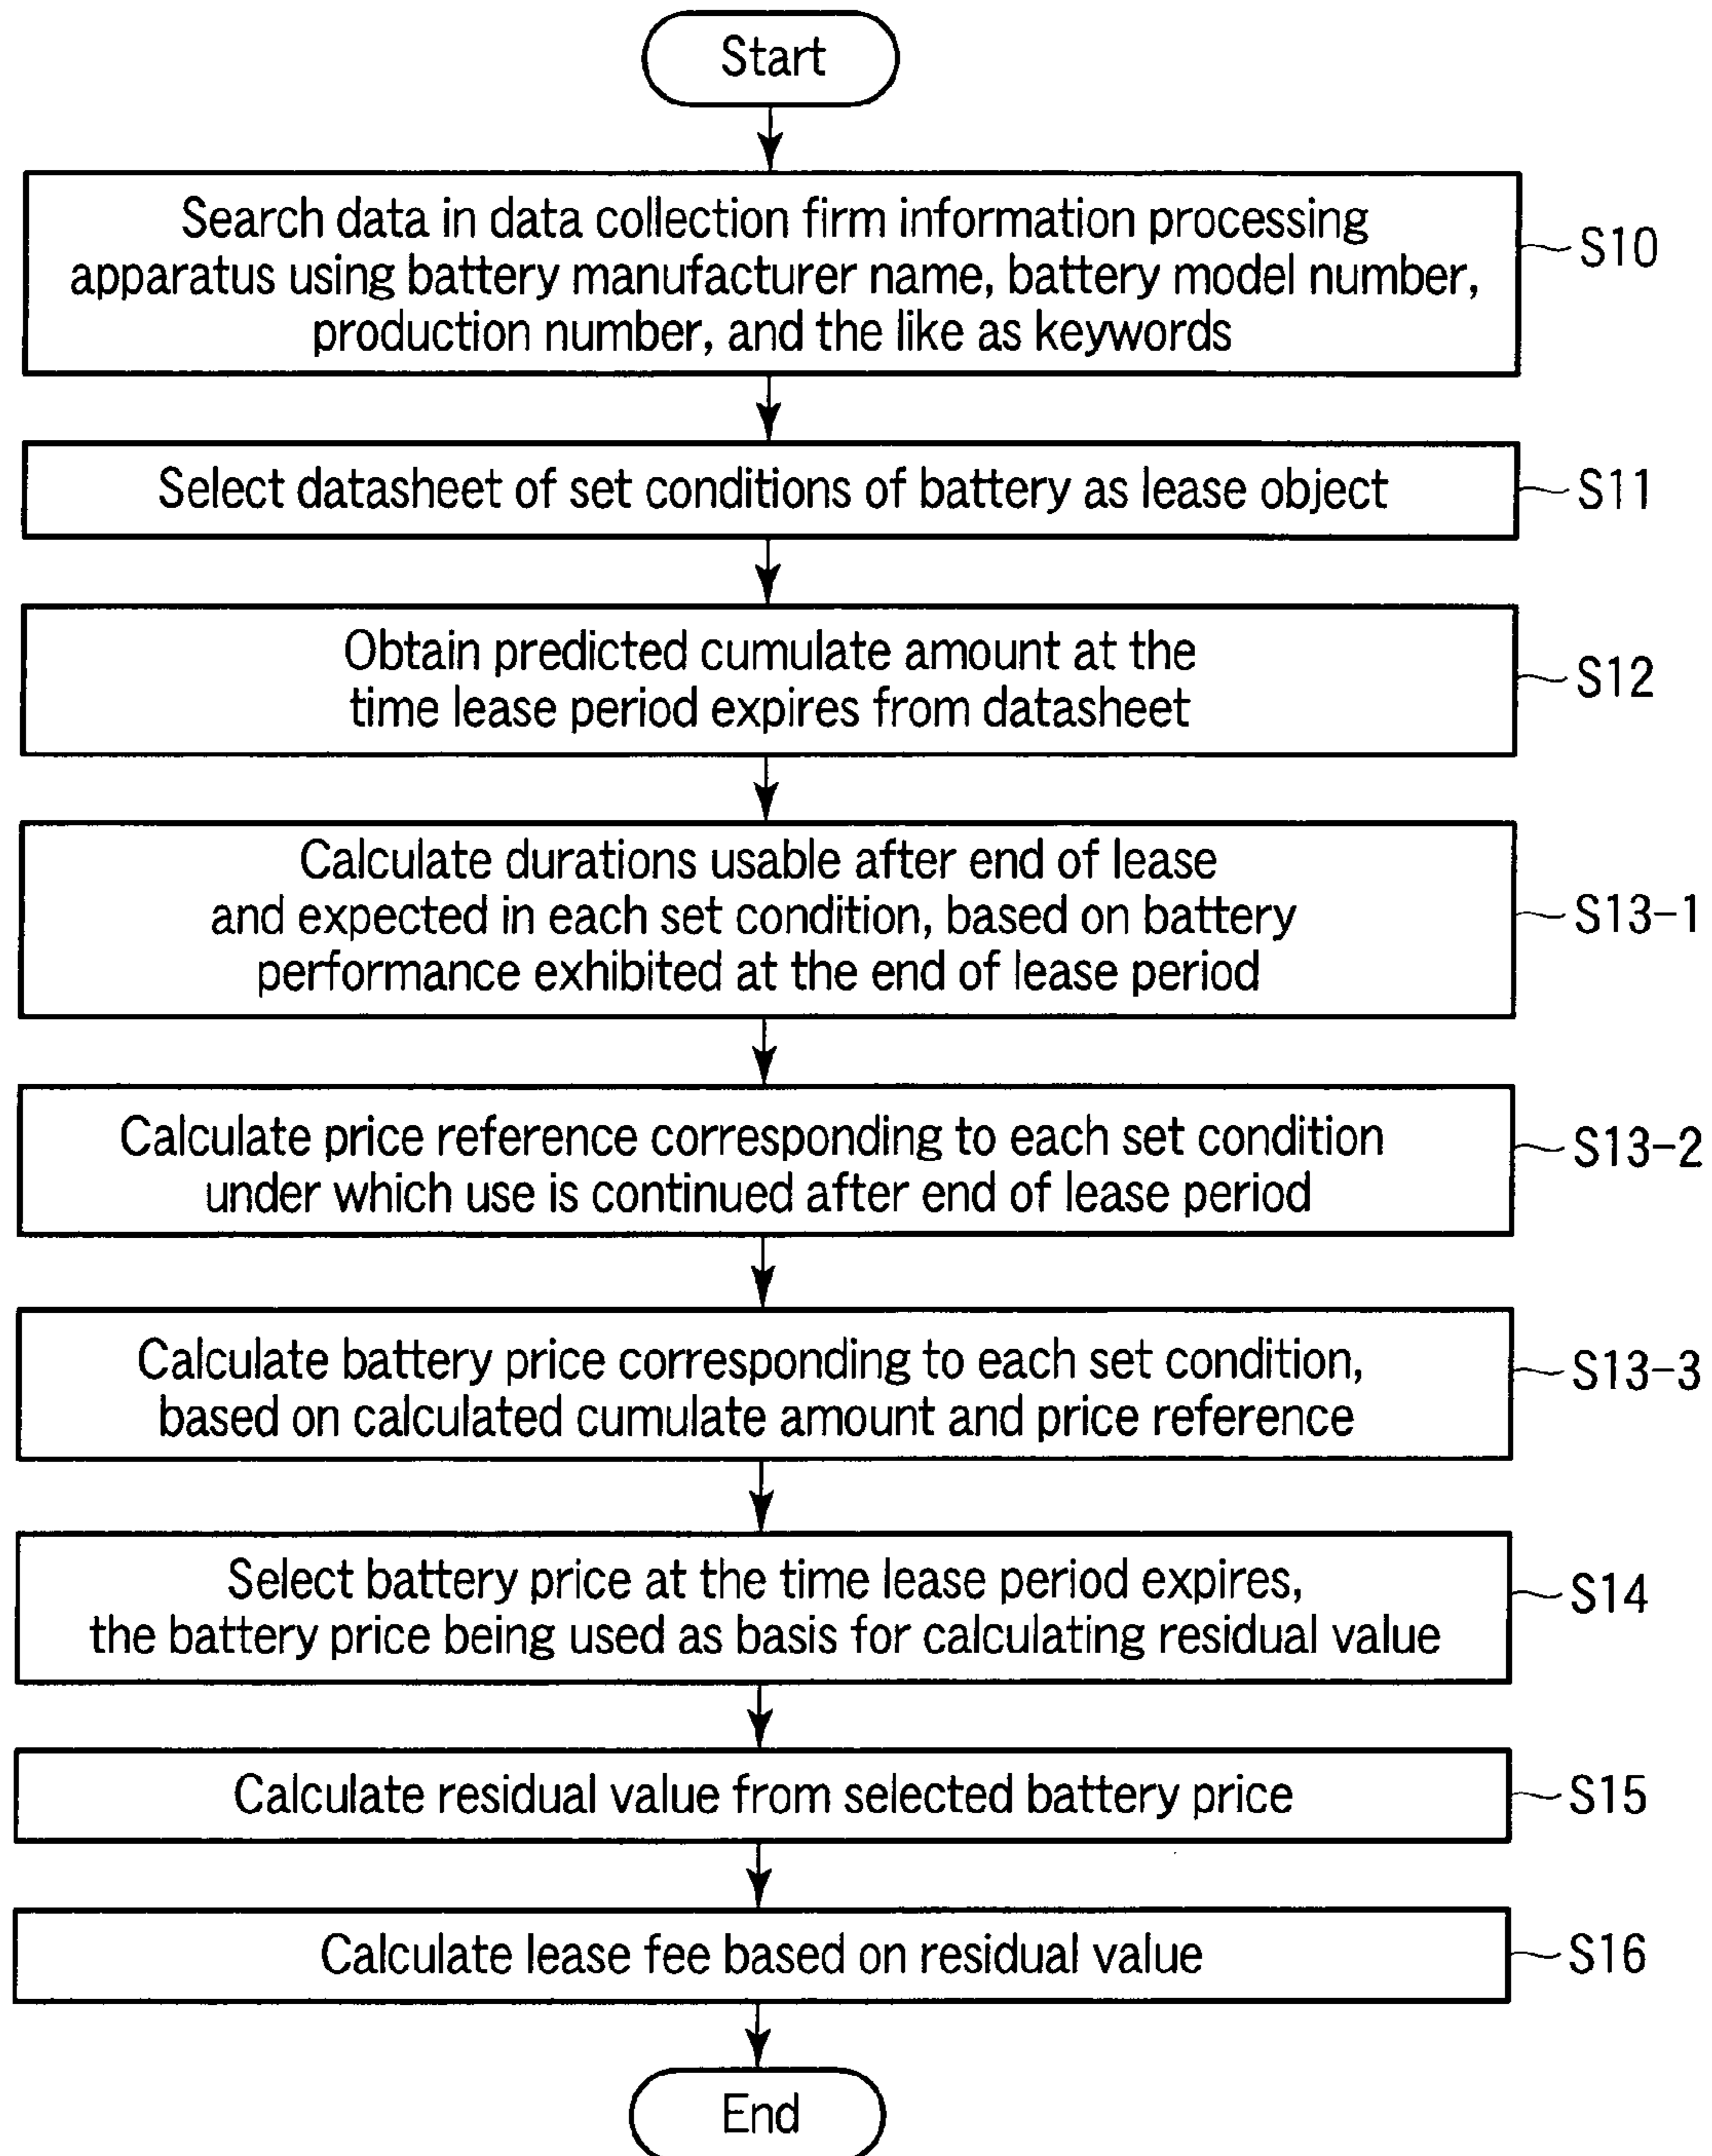 Start
Search data in data collection firm information processing
apparatus using battery manufacturer name, battery model number,
production number, and the like as keywords
S10
Select datasheet of set conditions of battery as lease object
S11
Obtain predicted cumulate amount at the
time lease period expires from datasheet
S12
Calculate durations usable after end of lease
and expected in each set condition, based on battery
performance exhibited at the end of lease period
S13-1
Calculate price reference corresponding to each set condition
under which use is continued after end of lease period
S13-2
Calculate battery price corresponding to each set condition,
based on calculated cumulate amount and price reference
S13-3
Select battery price at the time lease period expires,
the battery price being used as basis for calculating residual value
S14
Calculate residual value from selected battery price
S15
Calculate lease fee based on residual value
S16
End